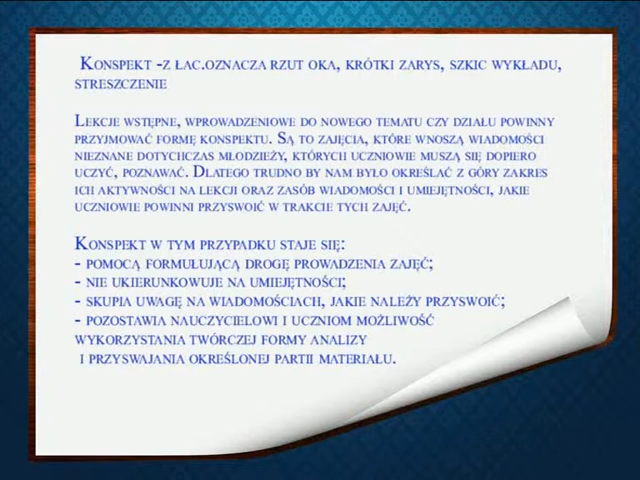 Konspekt -z łac.oznacza rzut oka, krótki zarys, szkic wykładu,
streszczenie
Lekcje wstępne, wprowadzeniowe do nowego tematu czy działu powinny
przyjmować formę konspektu. Są to zajęcia, które wnoszą wiadomości
nieznane dotychczas młodzieży, których uczniowie muszą się dopiero
uczyć, poznawać. Dlatego trudno by nam było określać z góry zakres
ich aktywności na lekcji oraz zasób wiadomości i umiejętności, jakie
uczniowie powinni przyswoić w trakcie tych zajęć.
Konspekt w tym przypadku staje się:
- pomocą formułującą drogę prowadzenia zajęć;
- nie ukierunkowuje na umiejętności;
- skupia uwagę na wiadomościach, jakie należy przyswoić;
- pozostawia nauczycielowi i uczniom możliwość
wykorzystania twórczej formy analizy
i przyswajania określonej partii materiału.